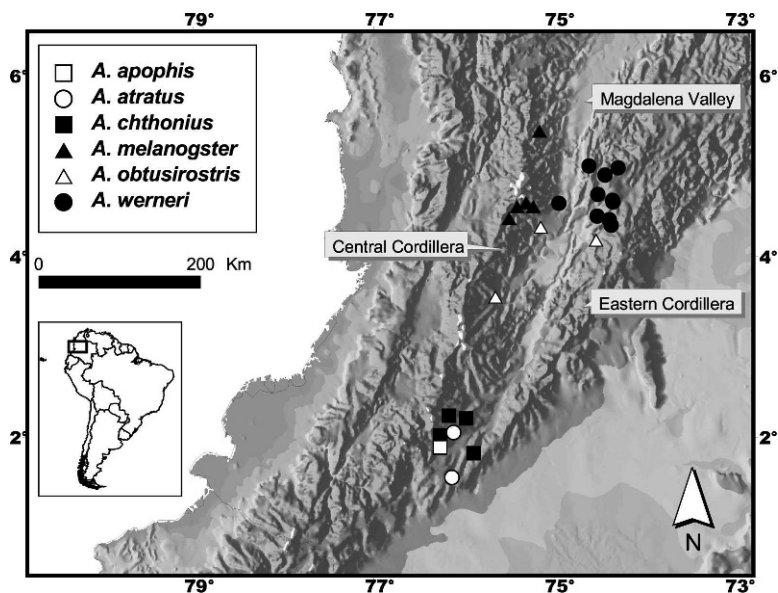 79° 77° 75° 73°
6° 6°
A. apophis
A. atratus
A. chthonius
A. melanogster
A. obtusirostris
A. werneri
Magdalena Valley
Central Cordillera
4° 4°
0 200 Km
Eastern Cordillera
2° 2°
N
79° 77° 75° 73°